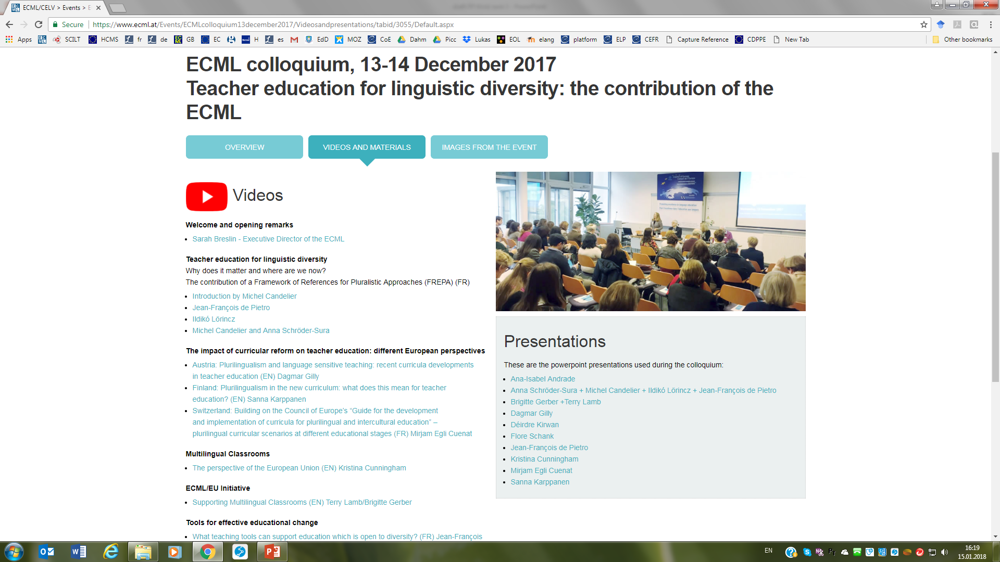 ECML/CELV > Events > E
Secure
https://www.ecml.at/Events/ECMLcolloquium13december2017/Videosandpresentations/tabid/3055/Default.aspx
Apps SCILT HCMS fr de GB EC H es EdD MOZ CoE Dahm Picc Lukas EOL elang platform ELP CEFR Capture Reference CDPPE New Tab Other bookmarks
ECML colloquium, 13-14 December 2017
Teacher education for linguistic diversity: the contribution of the
ECML
OVERVIEW
VIDEOS AND MATERIALS
IMAGES FROM THE EVENT
Videos
Welcome and opening remarks
Sarah Breslin - Executive Director of the ECML
Teacher education for linguistic diversity
Why does it matter and where are we now?
The contribution of a Framework of References for Pluralistic Approaches (FREPA) (FR)
Introduction by Michel Candelier
Jean-François de Pietro
Ildikó Lörincz
Michel Candelier and Anna Schröder-Sura
The impact of curricular reform on teacher education: different European perspectives
Austria: Plurilingualism and language sensitive teaching: recent curricula developments
in teacher education (EN) Dagmar Gilly
Finland: Plurilingualism in the new curriculum: what does this mean for teacher
education? (EN) Sanna Karppanen
Switzerland: Building on the Council of Europe’s “Guide for the development
and implementation of curricula for plurilingual and intercultural education” –
plurilingual curricular scenarios at different educational stages (FR) Mirjam Egli Cuenat
Multilingual Classrooms
The perspective of the European Union (EN) Kristina Cunningham
ECML/EU Initiative
Supporting Multilingual Classrooms (EN) Terry Lamb/Brigitte Gerber
Tools for effective educational change
What teaching tools can support education which is open to diversity? (FR) Jean-François
Presentations
These are the powerpoint presentations used during the colloquium:
Ana-Isabel Andrade
Anna Schröder-Sura + Michel Candelier + Ildikó Lörincz + Jean-François de Pietro
Brigitte Gerber +Terry Lamb
Dagmar Gilly
Déirdre Kirwan
Flore Schank
Jean-François de Pietro
Kristina Cunningham
Mirjam Egli Cuenat
Sanna Karppanen
EN
16:19
15.01.2018